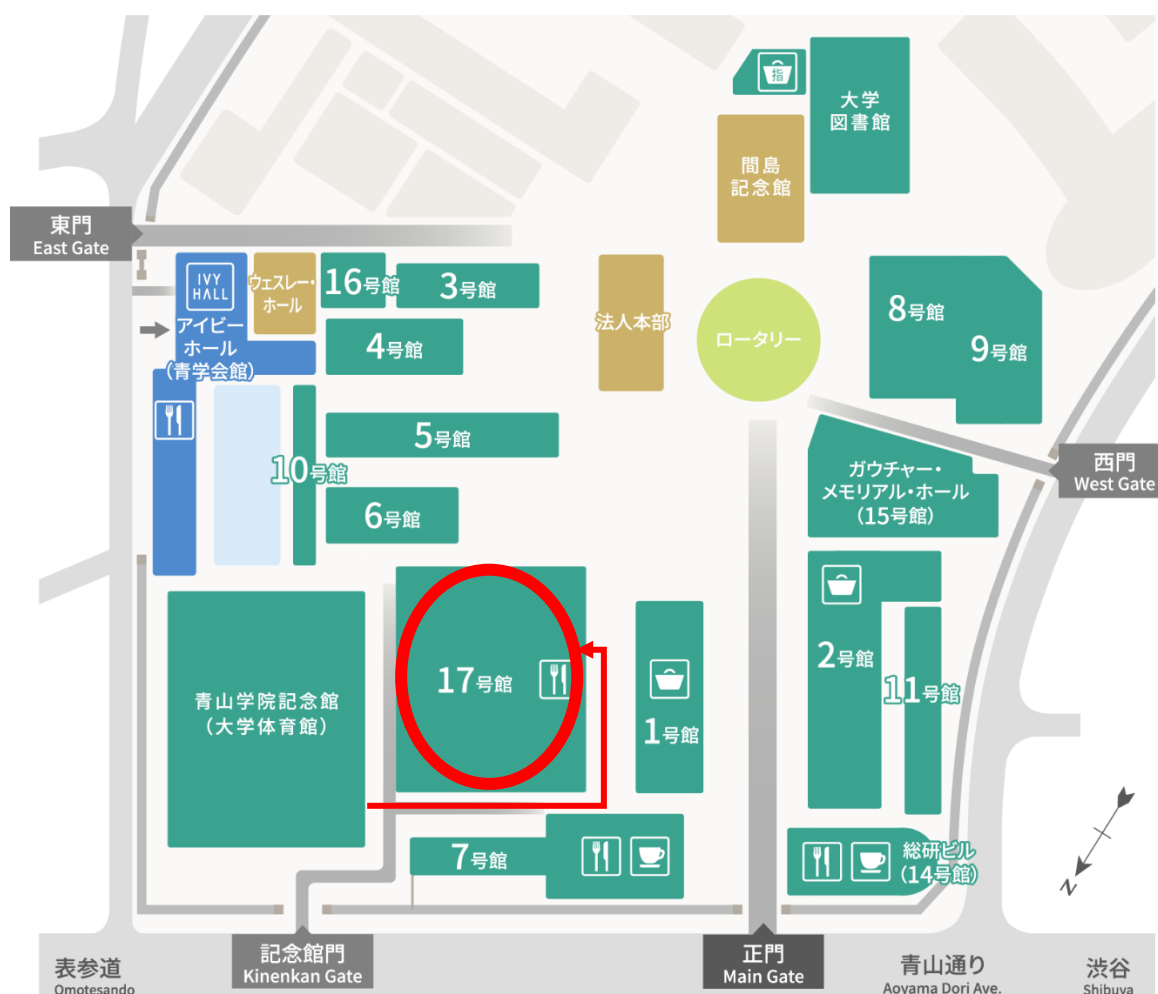 指
大学
図書館
間島
記念館
東門
East Gate
IVY
HALL
アイビー
ホール
(青学会館)
ウェスレー・
ホール
16号館
3号館
4号館
法人本部
ロータリー
8号館
9号館
5号館
10号館
6号館
ガウチャー・
メモリアル・ホール
(15号館)
西門
West Gate
17号館
青山学院記念館
(大学体育館)
1号館
2号館
11号館
7号館
総研ビル
(14号館)
N
記念館門
Kinenkan Gate
正門
Main Gate
表参道
Omotesando
青山通り
Aoyama Dori Ave.
渋谷
Shibuya